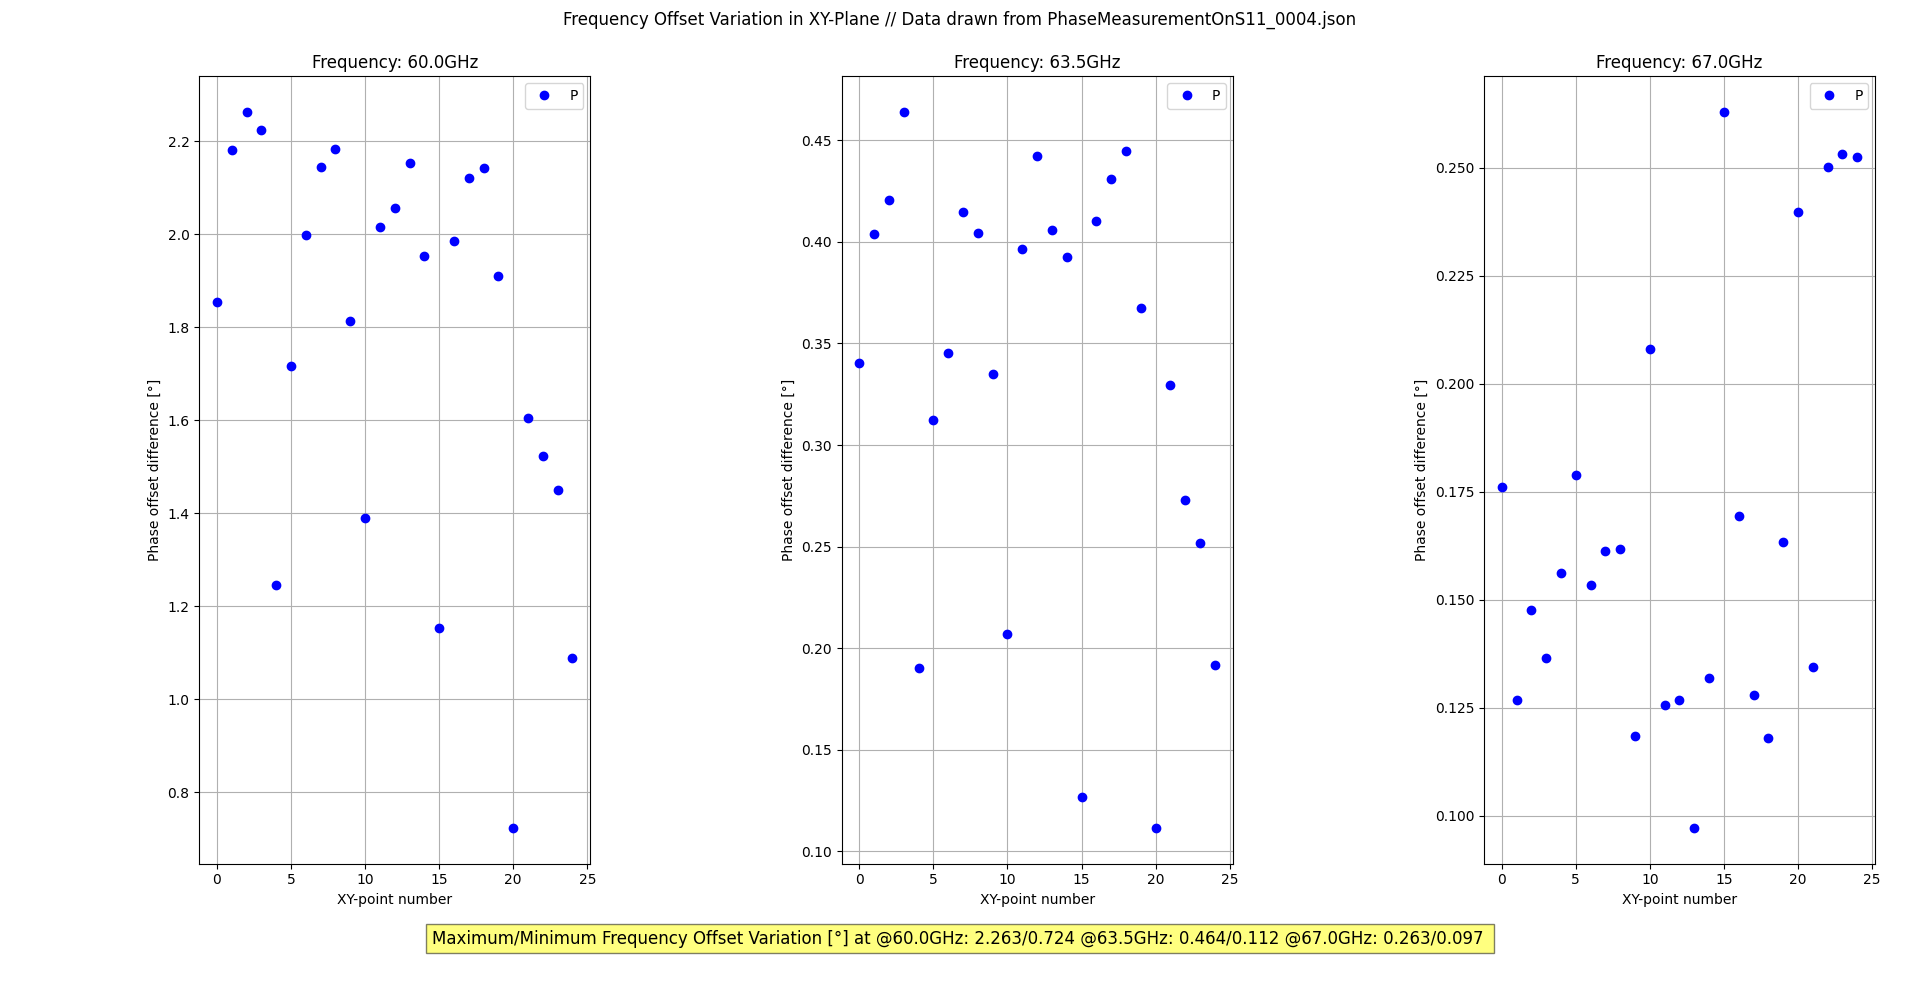 Frequency Offset Variation in XY-Plane // Data drawn from PhaseMeasurementOnS11_0004.json
Frequency: 60.0GHz
P
Phase offset difference [°]
2.2
2.0
1.8
1.6
1.4
1.2
1.0
0.8
0 5 10 15 20 25
XY-point number
Frequency: 63.5GHz
P
Phase offset difference [°]
0.45
0.40
0.35
0.30
0.25
0.20
0.15
0.10
0 5 10 15 20 25
XY-point number
Frequency: 67.0GHz
P
Phase offset difference [°]
0.250
0.225
0.200
0.175
0.150
0.125
0.100
0 5 10 15 20 25
XY-point number
Maximum/Minimum Frequency Offset Variation [°] at @60.0GHz: 2.263/0.724 @63.5GHz: 0.464/0.112 @67.0GHz: 0.263/0.097